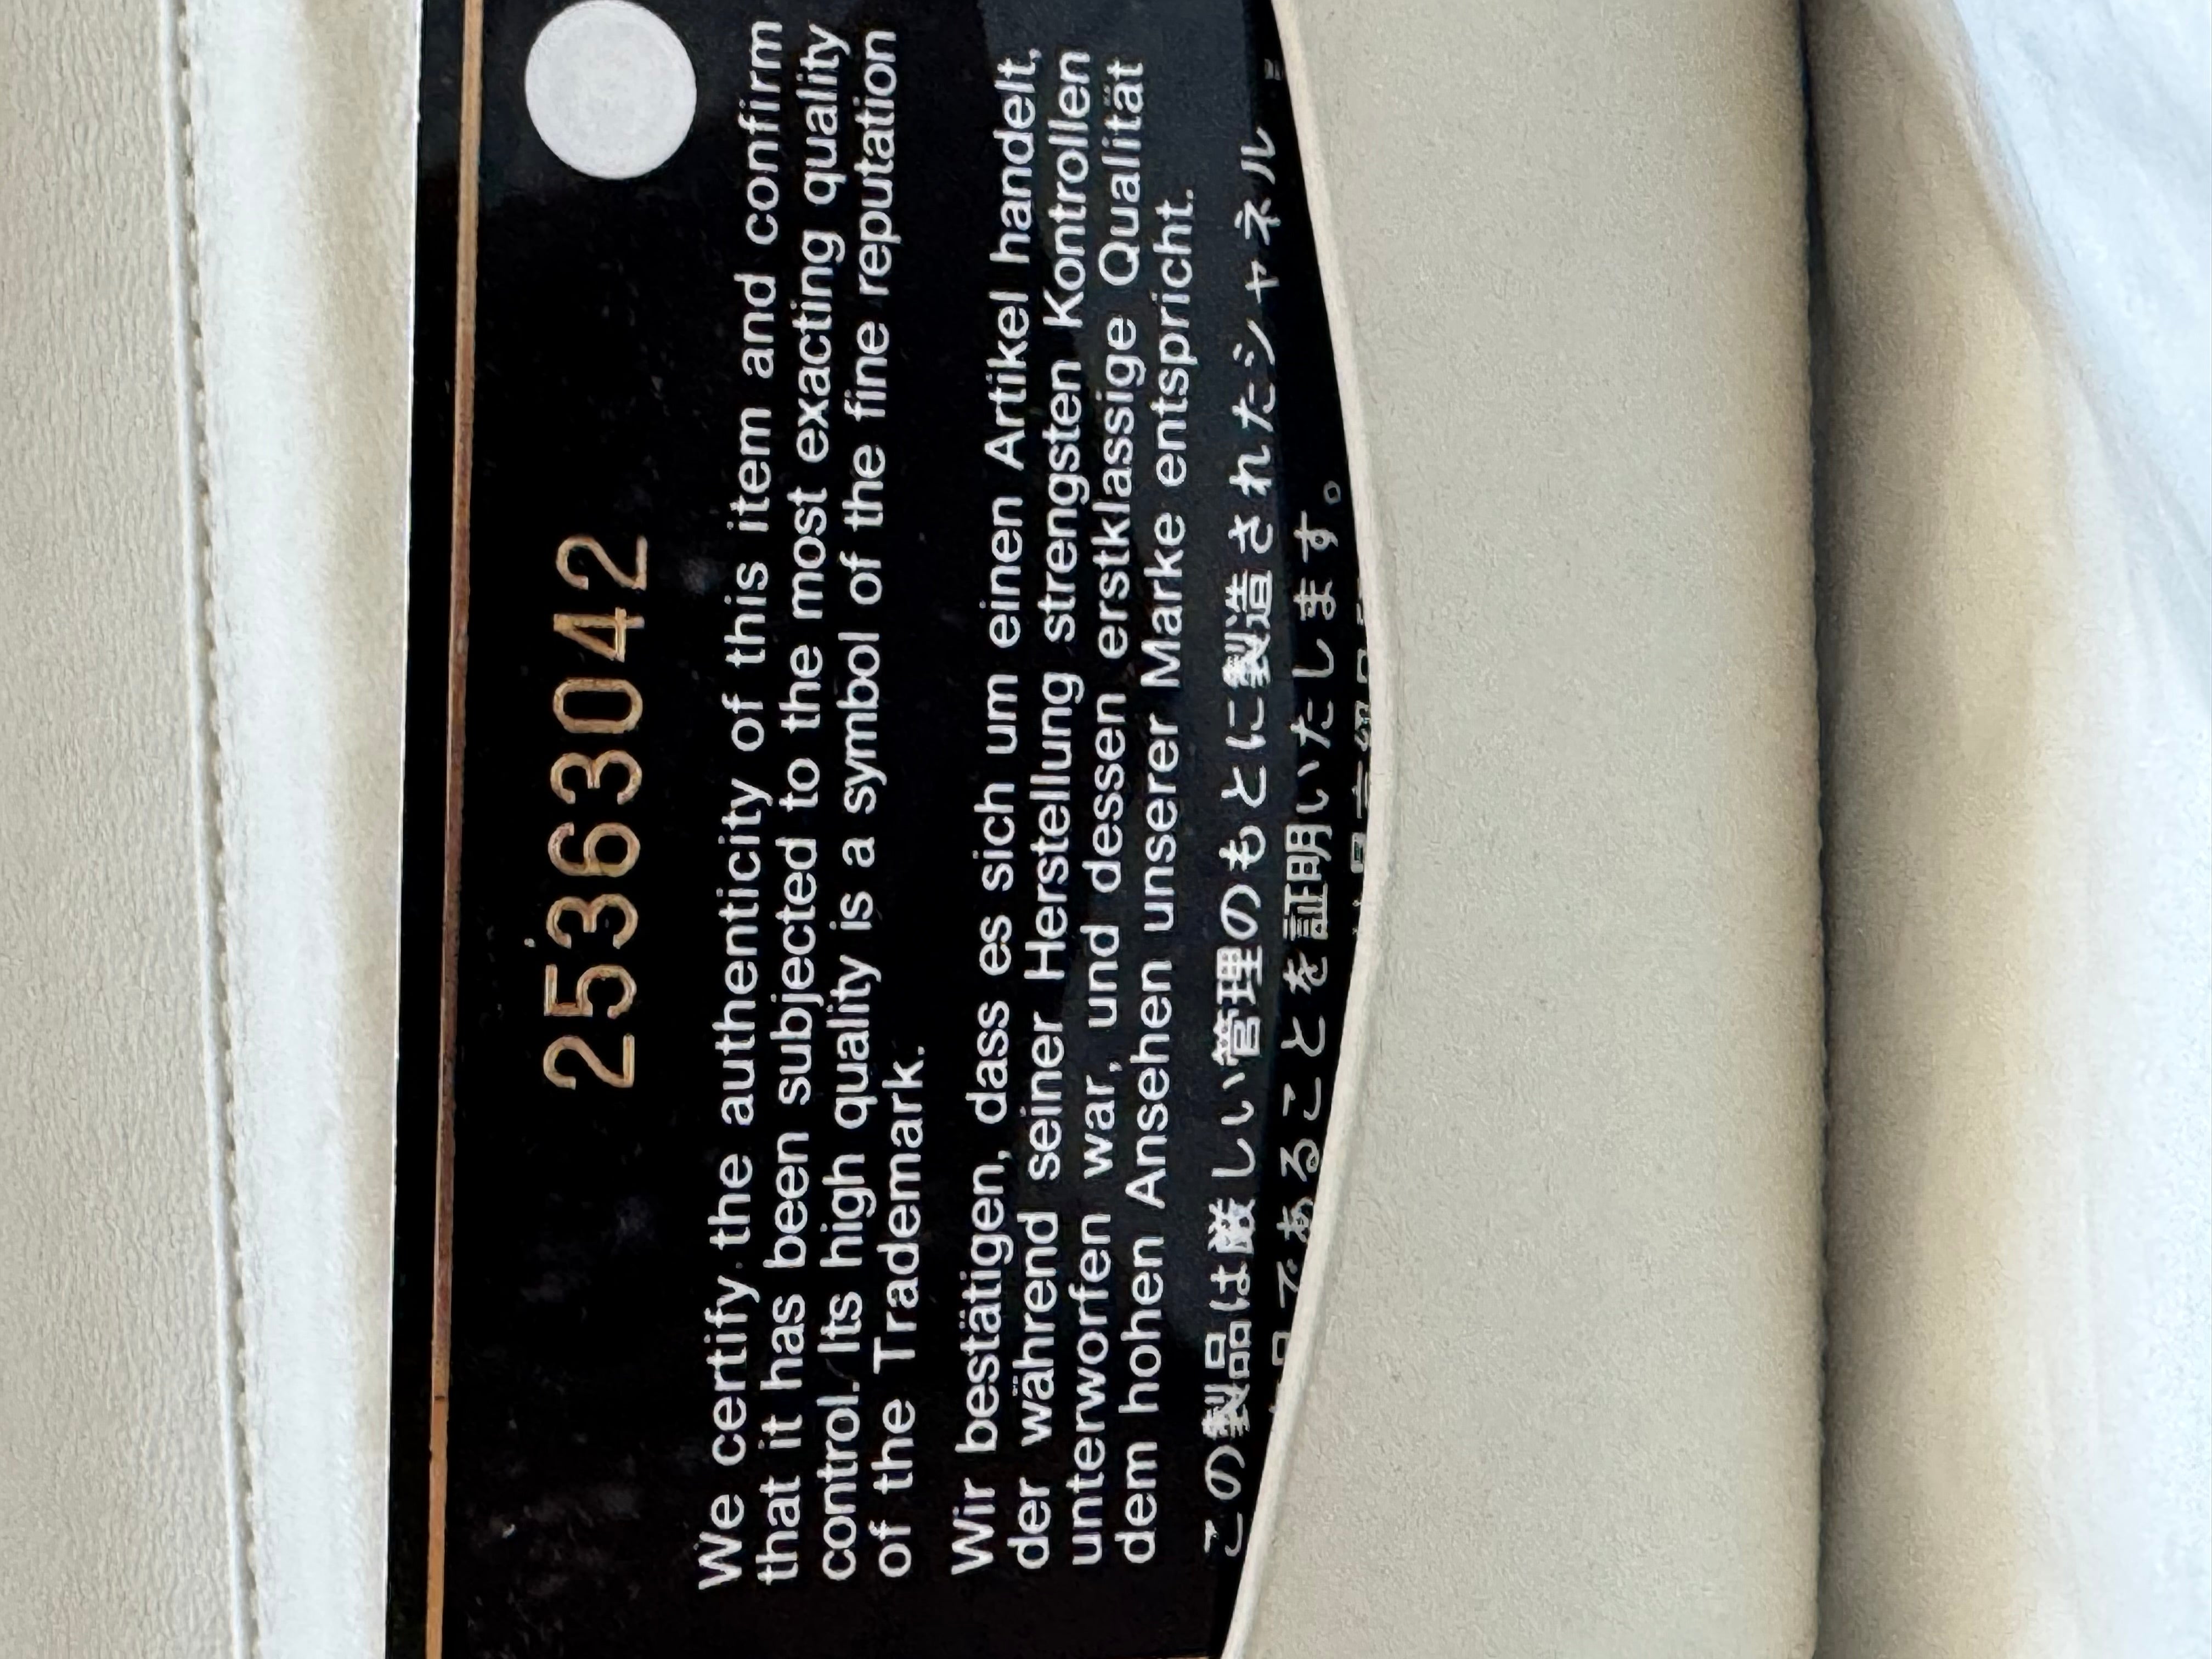 25363042
We certify the authenticity of this item and confirm
that it has been subjected to the most exacting quality
control. Its high quality is a symbol of the fine reputation
of the Trademark.
Wir bestätigen, dass es sich um einen Artikel handelt,
der während seiner Herstellung strengsten Kontrollen
unterworfen war, und dessen erstklassige Qualität
dem hohen Ansehen unserer Marke entspricht.
この製品は厳しい管理のもとに製造されたシャネル
品であることを証明いたします。